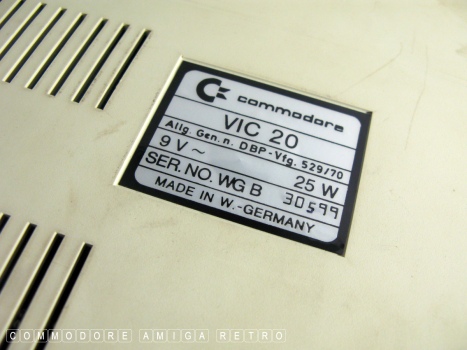 commodore
VIC 20
Allg. Gen. n. DBP-Vfg. 529/70
9 V ~ 25 W
SER. NO. WG B 30599
MADE IN W.-GERMANY
COMMODORE AMIGA RETRO